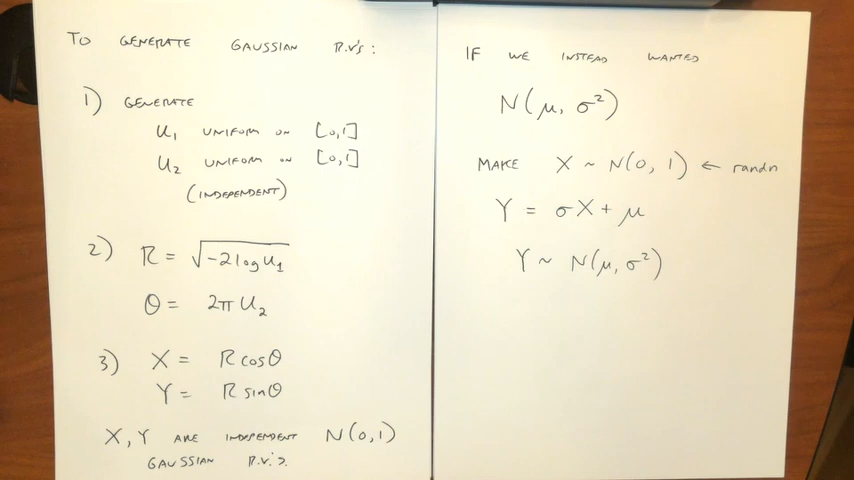 TO GENERATE GAUSSIAN R.V'S:
1) GENERATE
U₁ UNIFORM ON [0,1]
U₂ UNIFORM ON [0,1]
(INDEPENDENT)
2) R = √(-2 log U₁)
θ = 2π U₂
3) X = R cos θ
Y = R sin θ
X, Y ARE INDEPENDENT N(0,1)
GAUSSIAN R.V.'S.
IF WE INSTEAD WANTED
N(μ, σ²)
MAKE X ~ N(0, 1) ← randn
Y = σX + μ
Y ~ N(μ, σ²)